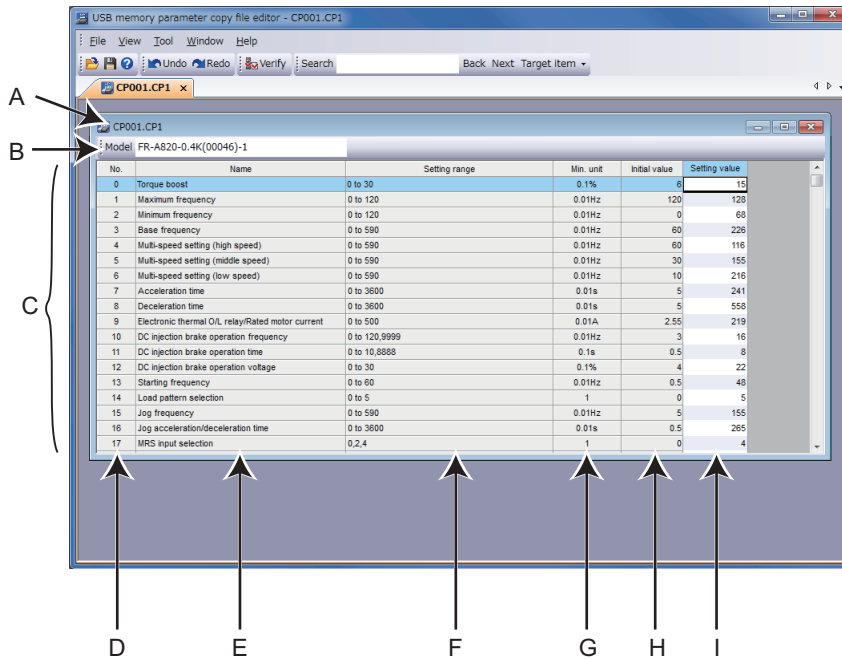 USB memory parameter copy file editor - CP001.CP1
File View Tool Window Help
Undo Redo Verify Search Back Next Target item
CP001.CP1 x
A
CP001.CP1
B
Model FR-A820-0.4K(00046)-1
No. Name Setting range Min. unit Initial value Setting value
0 Torque boost 0 to 30 0.1% 6 15
1 Maximum frequency 0 to 120 0.01Hz 120 128
2 Minimum frequency 0 to 120 0.01Hz 0 68
3 Base frequency 0 to 590 0.01Hz 60 226
4 Multi-speed setting (high speed) 0 to 590 0.01Hz 60 116
5 Multi-speed setting (middle speed) 0 to 590 0.01Hz 30 155
6 Multi-speed setting (low speed) 0 to 590 0.01Hz 10 216
7 Acceleration time 0 to 3600 0.01s 5 241
8 Deceleration time 0 to 3600 0.01s 5 558
C
9 Electronic thermal O/L relay/Rated motor current 0 to 500 0.01A 2.55 219
10 DC injection brake operation frequency 0 to 120,9999 0.01Hz 3 16
11 DC injection brake operation time 0 to 10,8888 0.1s 0.5 8
12 DC injection brake operation voltage 0 to 30 0.1% 4 22
13 Starting frequency 0 to 60 0.01Hz 0.5 48
14 Load pattern selection 0 to 5 1 0 5
15 Jog frequency 0 to 590 0.01Hz 5 155
16 Jog acceleration/deceleration time 0 to 3600 0.01s 0.5 265
17 MRS input selection 0,2,4 1 0 4
D E F G H I